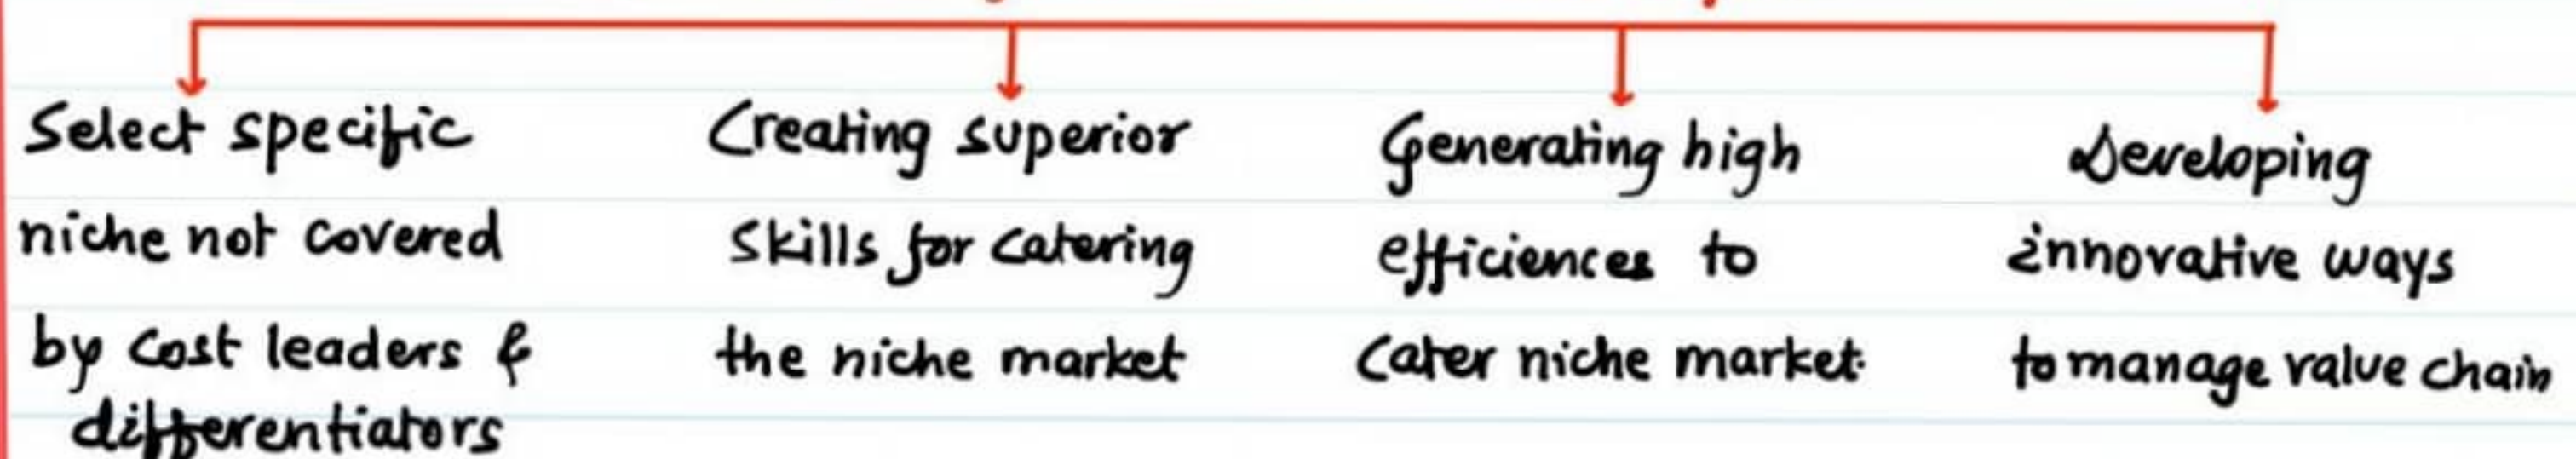 Select specific
niche not covered
by cost leaders &
differentiators
Creating superior
skills for catering
the niche market
Generating high
efficiences to
cater niche market.
Developing
innovative ways
to manage value chain